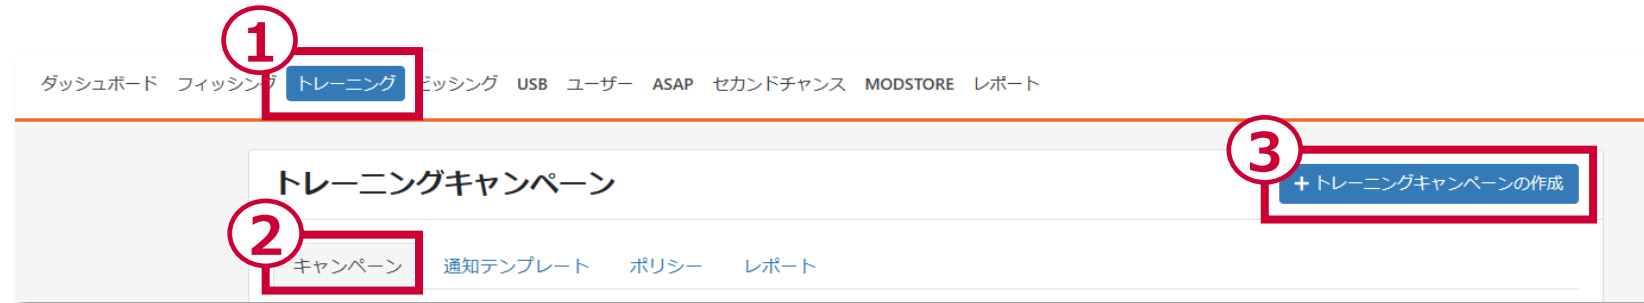 1
ダッシュボード フィッシング トレーニング ビッシング USB ユーザー ASAP セカンドチャンス MODSTORE レポート
3
トレーニングキャンペーン + トレーニングキャンペーンの作成
2
キャンペーン 通知テンプレート ポリシー レポート